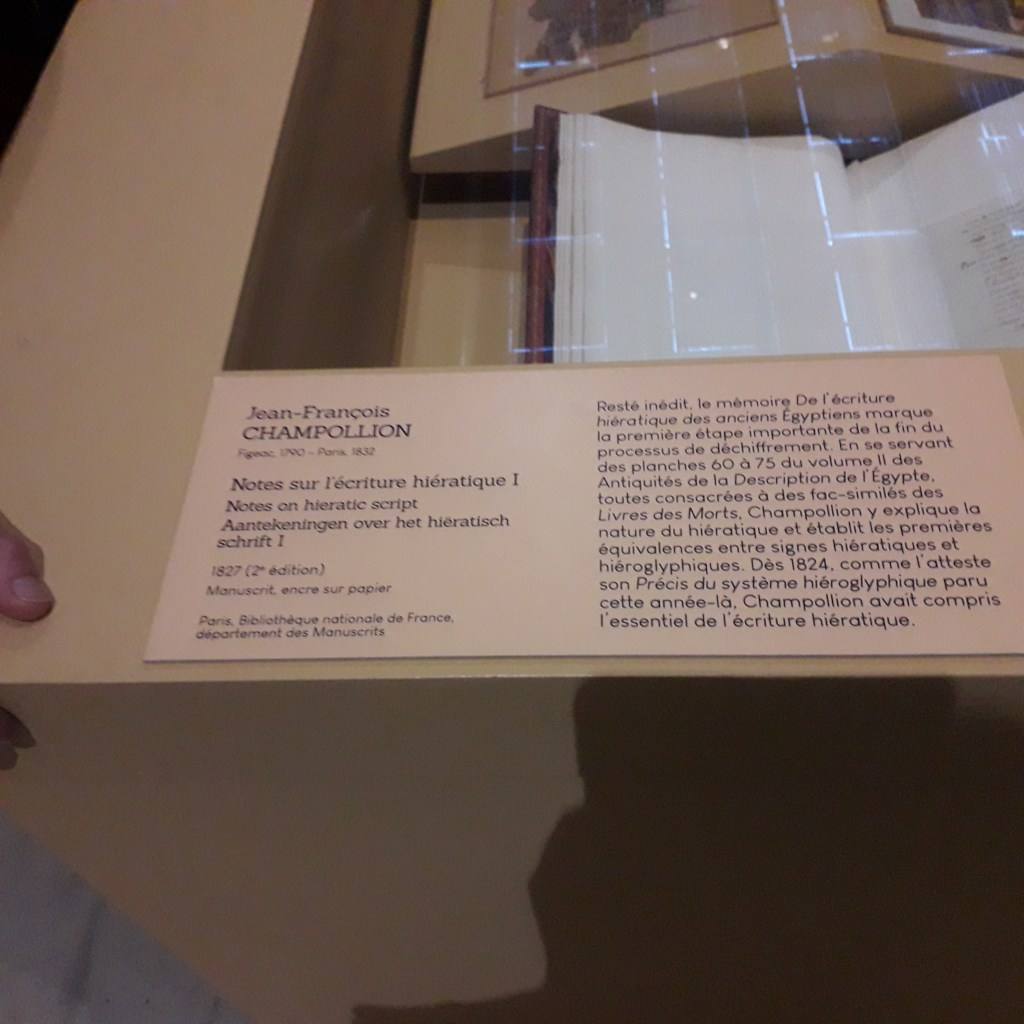 Jean-François
CHAMPOLLION
Figeac, 1790 – Paris, 1832
Notes sur l'écriture hiératique I
Notes on hieratic script
Aantekeningen over het hiëratisch
schrift I
1827 (2ᵉ édition)
Manuscrit, encre sur papier
Paris, Bibliothèque nationale de France,
département des Manuscrits
Resté inédit, le mémoire De l'écriture
hiératique des anciens Égyptiens marque
la première étape importante de la fin du
processus de déchiffrement. En se servant
des planches 60 à 75 du volume II des
Antiquités de la Description de l'Égypte,
toutes consacrées à des fac-similés des
Livres des Morts, Champollion y explique la
nature du hiératique et établit les premières
équivalences entre signes hiératiques et
hiéroglyphiques. Dès 1824, comme l'atteste
son Précis du système hiéroglyphique paru
cette année-là, Champollion avait compris
l'essentiel de l'écriture hiératique.